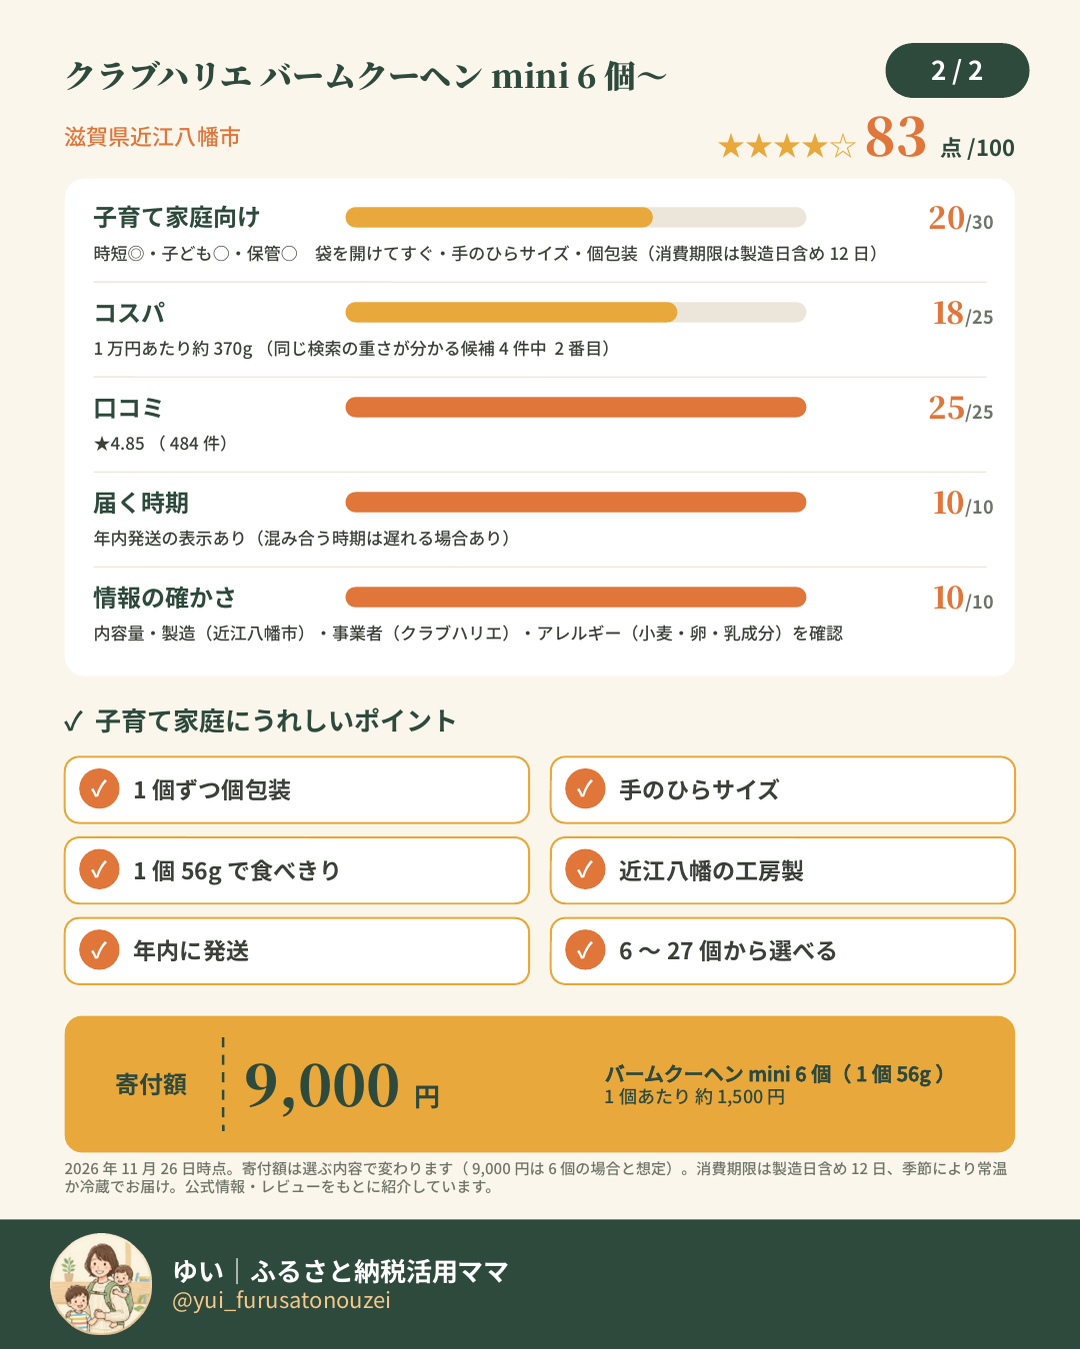 クラブハリエ バームクーヘン mini 6 個〜
2 / 2
滋賀県近江八幡市
★★★★☆ 83 点 /100
子育て家庭向け 20/30
時短◎・子ども〇・保管〇 袋を開けてすぐ・手のひらサイズ・個包装（消費期限は製造日含め 12 日）
コスパ 18/25
1 万円あたり約 370g （同じ検索の重さが分かる候補 4 件中 2 番目）
口コミ 25/25
★4.85 （ 484 件）
届く時期 10/10
年内発送の表示あり（混み合う時期は遅れる場合あり）
情報の確かさ 10/10
内容量・製造（近江八幡市）・事業者（クラブハリエ）・アレルギー（小麦・卵・乳成分）を確認
✓ 子育て家庭にうれしいポイント
✓ 1 個ずつ個包装
✓ 手のひらサイズ
✓ 1 個 56g で食べきり
✓ 近江八幡の工房製
✓ 年内に発送
✓ 6 〜 27 個から選べる
寄付額 9,000 円
バームクーヘン mini 6 個（ 1 個 56g ）
1 個あたり 約 1,500 円
2026 年 11 月 26 日時点。寄付額は選ぶ内容で変わります（ 9,000 円は 6 個の場合と想定）。消費期限は製造日含め 12 日、季節により常温
か冷蔵でお届け。公式情報・レビューをもとに紹介しています。
ゆい｜ふるさと納税活用ママ
@yui_furusatonouzei